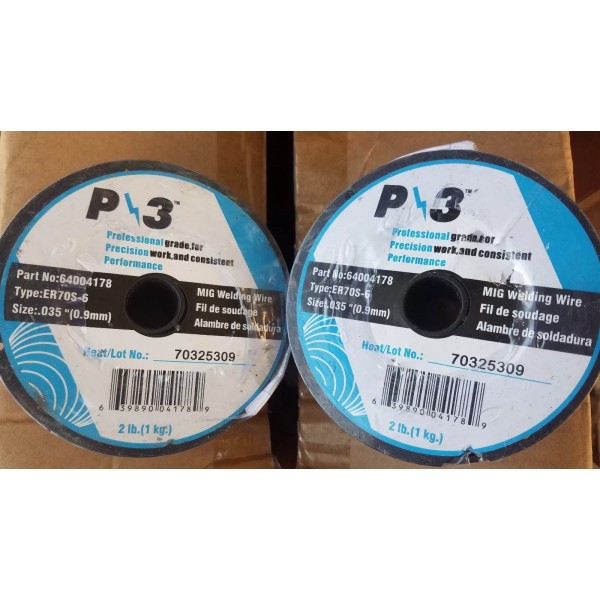 P 3™
Professional grade,for
Precision work,and consistent
Performance
Part No:64004178
Type:ER70S-6
Size:.035 "(0.9mm)
MIG Welding Wire
Fil de soudage
Alambre de soldadura
Heat/Lot No.: 70325309
6 39890 04178 9
2 lb.(1 kg.)
P 3™
Professional grade,for
Precision work,and consistent
Performance
Part No:64004178
Type:ER70S-6
Size:.035 "(0.9mm)
MIG Welding Wire
Fil de soudage
Alambre de soldadura
Heat/Lot No.: 70325309
6 39890 04178 9
2 lb.(1 kg.)